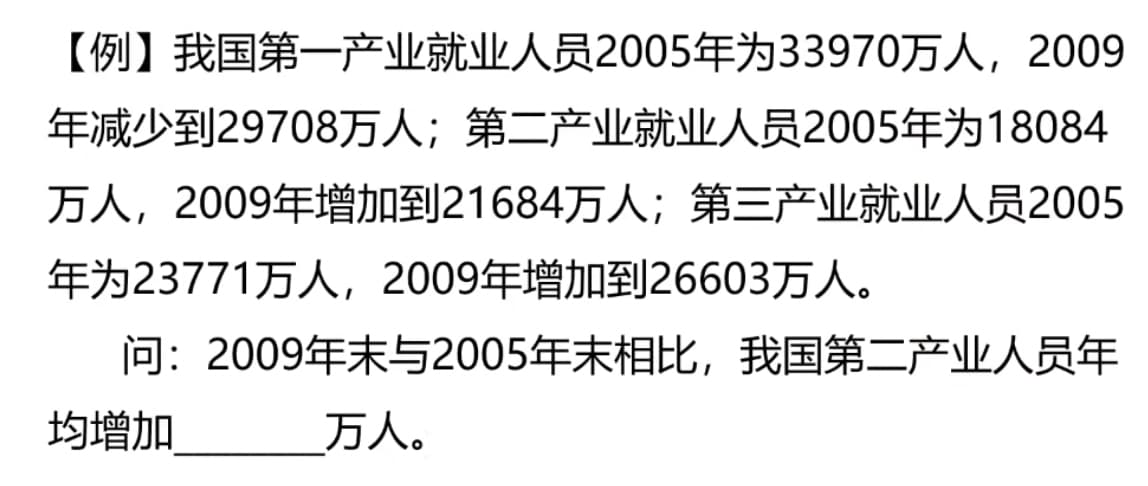 【例】我国第一产业就业人员2005年为33970万人，2009
年减少到29708万人；第二产业就业人员2005年为18084
万人，2009年增加到21684万人；第三产业就业人员2005
年为23771万人，2009年增加到26603万人。
问：2009年末与2005年末相比，我国第二产业人员年
均增加________万人。